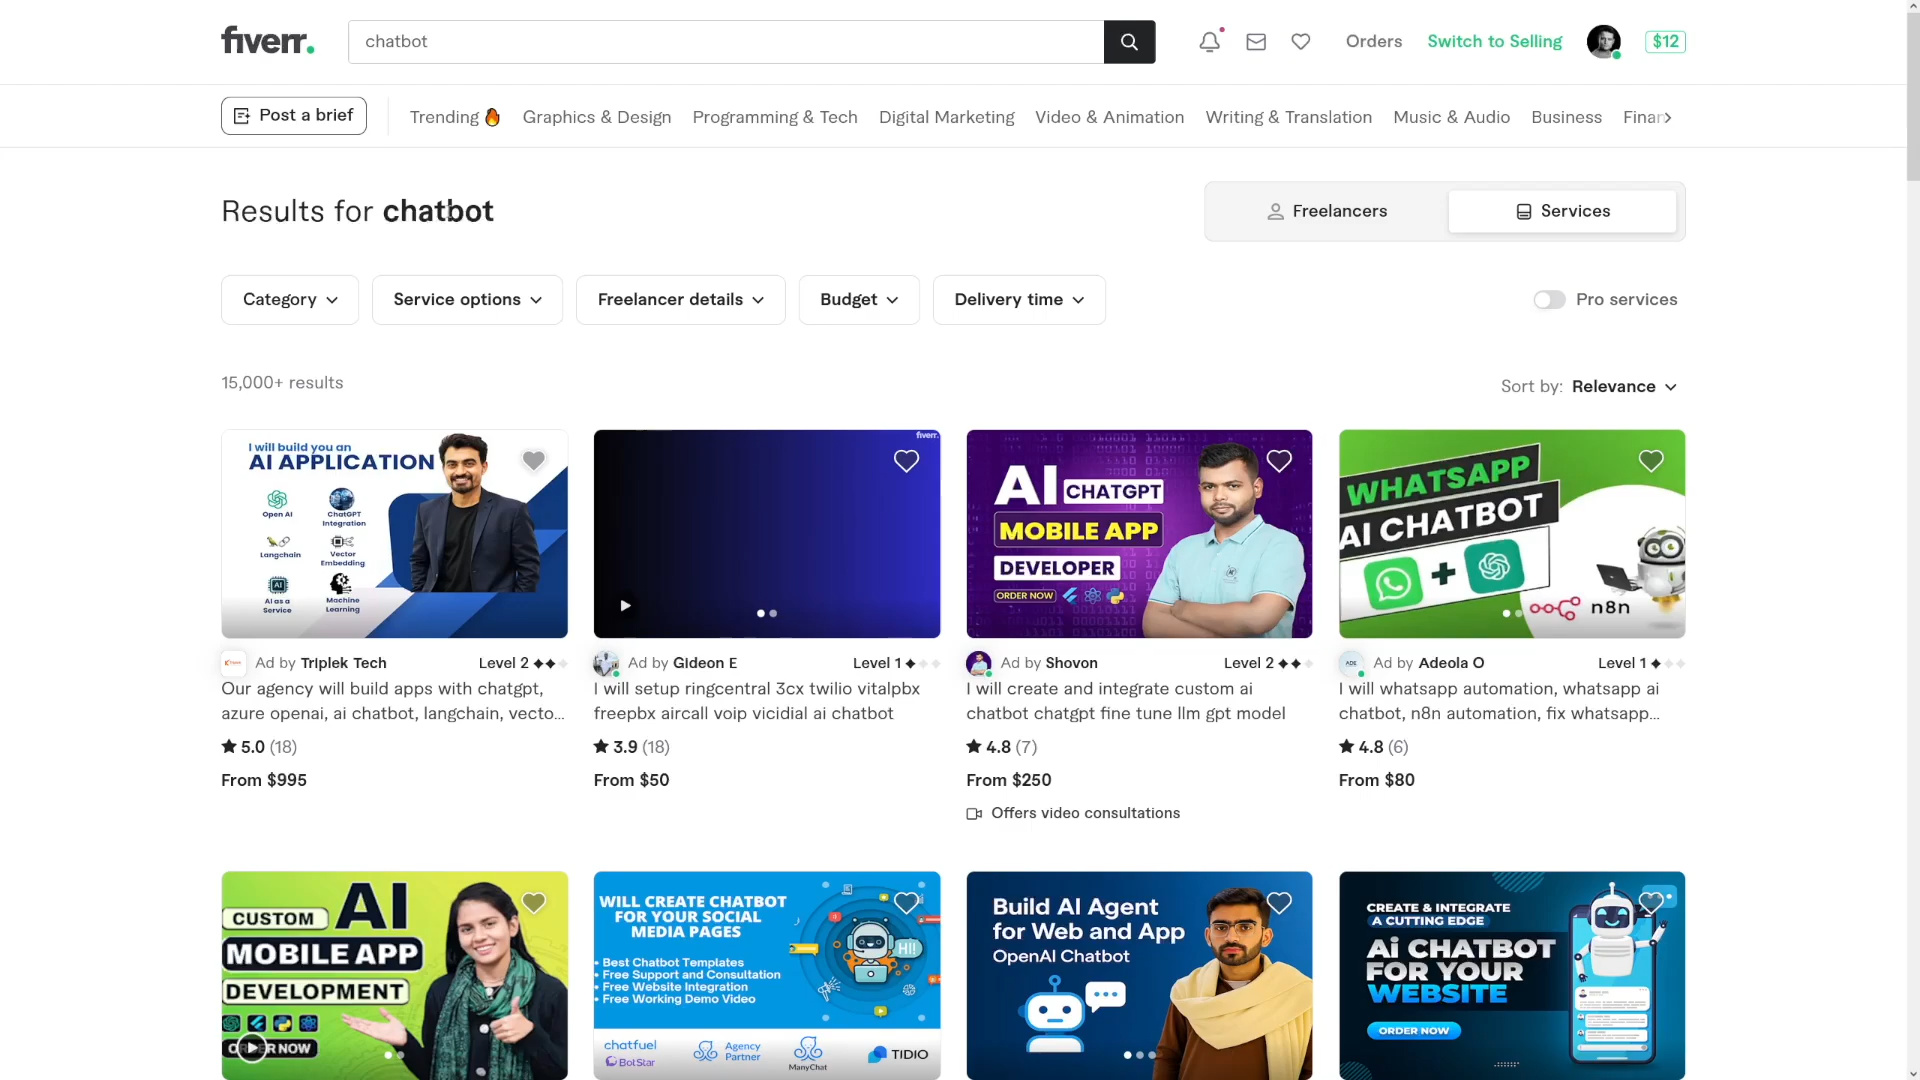 fiverr.
chatbot
Orders
Switch to Selling
$12
Post a brief
Trending 🔥
Graphics & Design
Programming & Tech
Digital Marketing
Video & Animation
Writing & Translation
Music & Audio
Business
Finan
Results for chatbot
Freelancers
Services
Category
Service options
Freelancer details
Budget
Delivery time
Pro services
15,000+ results
Sort by: Relevance
I will build you an
AI APPLICATION
Open AI
ChatGPT
Integration
Langchain
Vector
Embedding
AI as a
Service
Machine
Learning
Ad by Triplek Tech
Level 2
Our agency will build apps with chatgpt,
azure openai, ai chatbot, langchain, vecto...
5.0 (18)
From $995
fiverr.
Ad by Gideon E
Level 1
I will setup ringcentral 3cx twilio vitalpbx
freepbx aircall voip vicidial ai chatbot
3.9 (18)
From $50
AI CHATGPT
MOBILE APP
DEVELOPER
ORDER NOW
Ad by Shovon
Level 2
I will create and integrate custom ai
chatbot chatgpt fine tune llm gpt model
4.8 (7)
From $250
Offers video consultations
WHATSAPP
AI CHATBOT
+
n8n
ADE
Ad by Adeola O
Level 1
I will whatsapp automation, whatsapp ai
chatbot, n8n automation, fix whatsapp...
4.8 (6)
From $80
CUSTOM AI
MOBILE APP
DEVELOPMENT
ORDER NOW
WILL CREATE CHATBOT
FOR YOUR SOCIAL
MEDIA PAGES
• Best Chatbot Templates
• Free Support and Consultation
• Free Website Integration
• Free Working Demo Video
HI!
chatfuel
BotStar
Agency
Partner
ManyChat
TIDIO
Build AI Agent
for Web and App
OpenAI Chatbot
CREATE & INTEGRATE
A CUTTING EDGE
Ai CHATBOT
FOR YOUR
WEBSITE
ORDER NOW